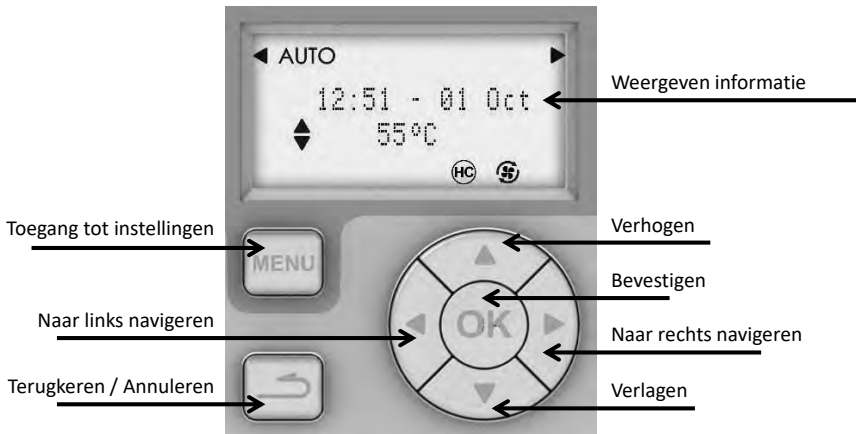 AUTO
12:51 - 01 Oct
55ºC
HC
Weergeven informatie
Toegang tot instellingen
MENU
Verhogen
Bevestigen
OK
Naar links navigeren
Naar rechts navigeren
Terugkeren / Annuleren
Verlagen